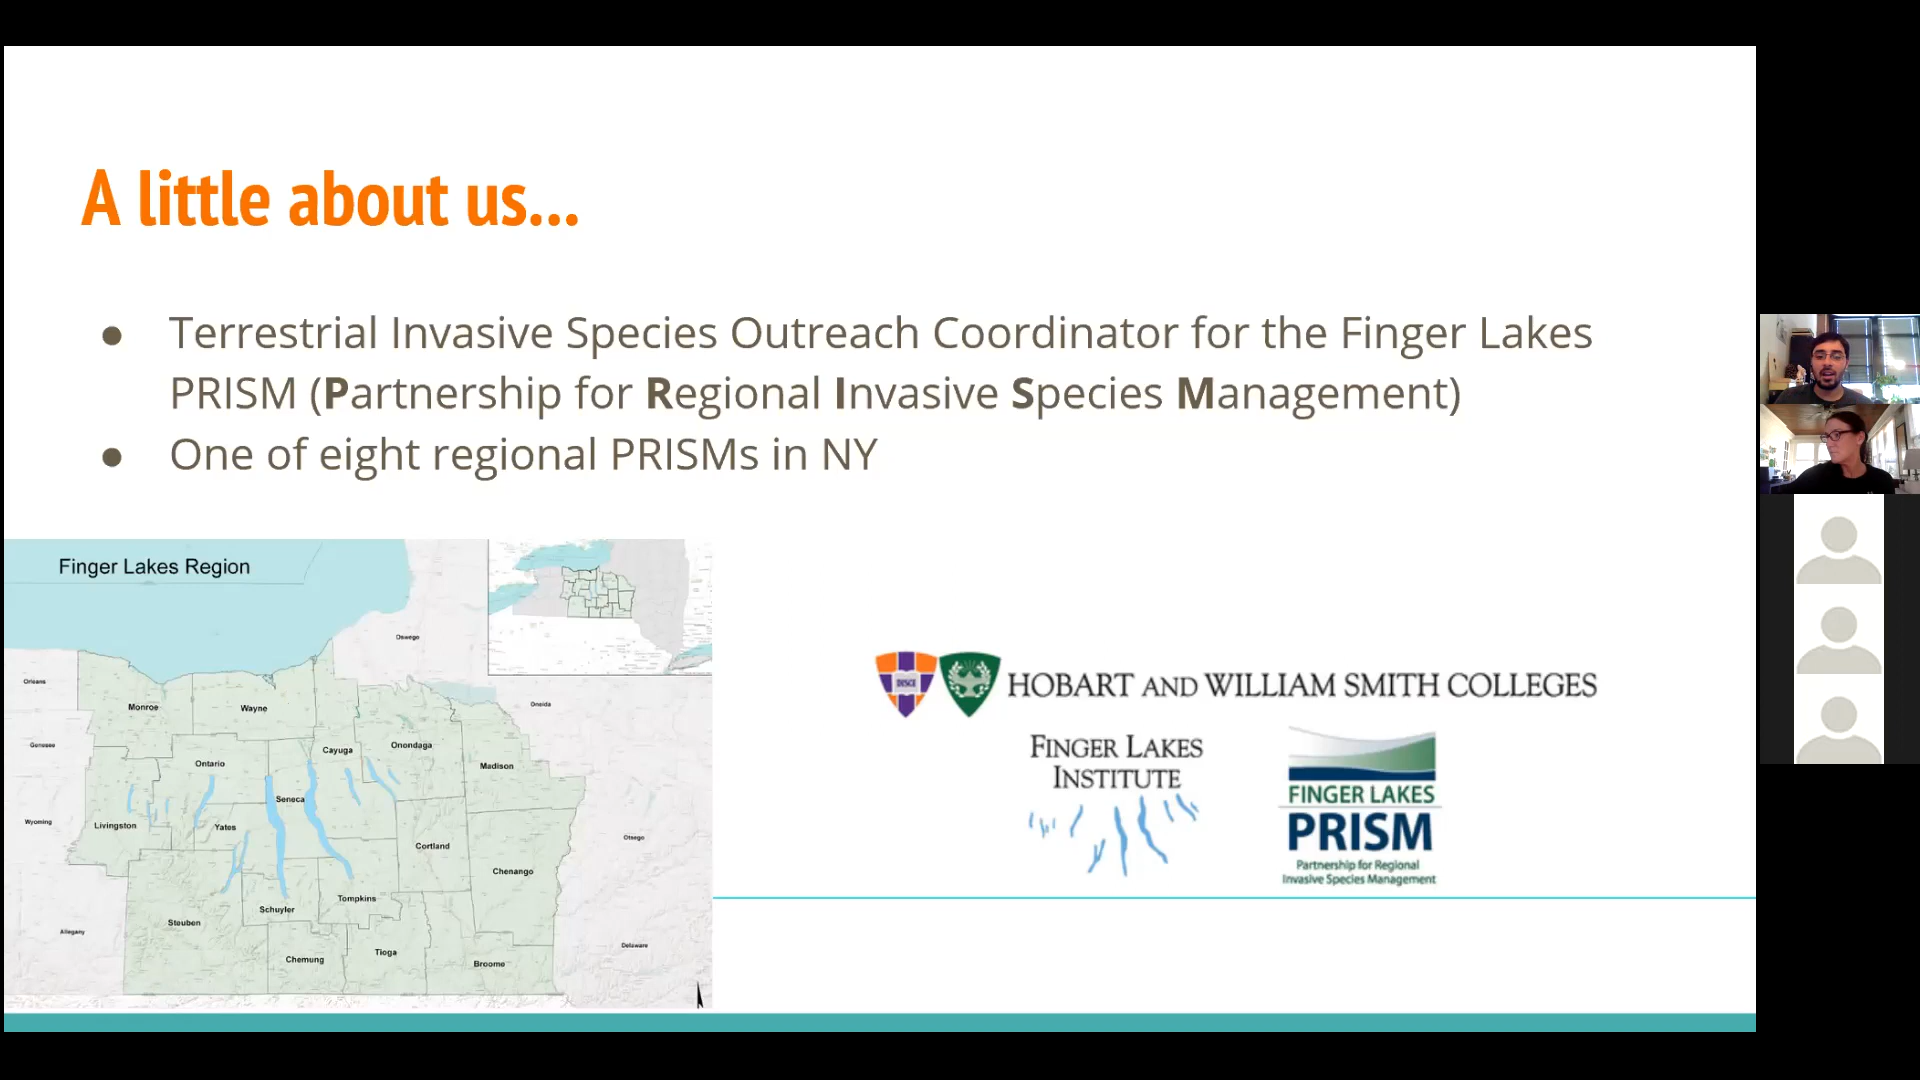 A little about us...
● Terrestrial Invasive Species Outreach Coordinator for the Finger Lakes
PRISM (Partnership for Regional Invasive Species Management)
● One of eight regional PRISMs in NY
Finger Lakes Region
Oswego
Orleans
Monroe
Wayne
Oneida
Genesee
Cayuga
Onondaga
Ontario
Madison
Seneca
Wyoming
Livingston
Yates
Otsego
Cortland
Chenango
Tompkins
Schuyler
Steuben
Allegany
Delaware
Tioga
Chemung
Broome
DISCE
HOBART AND WILLIAM SMITH COLLEGES
FINGER LAKES
INSTITUTE
FINGER LAKES
PRISM
Partnership for Regional
Invasive Species Management